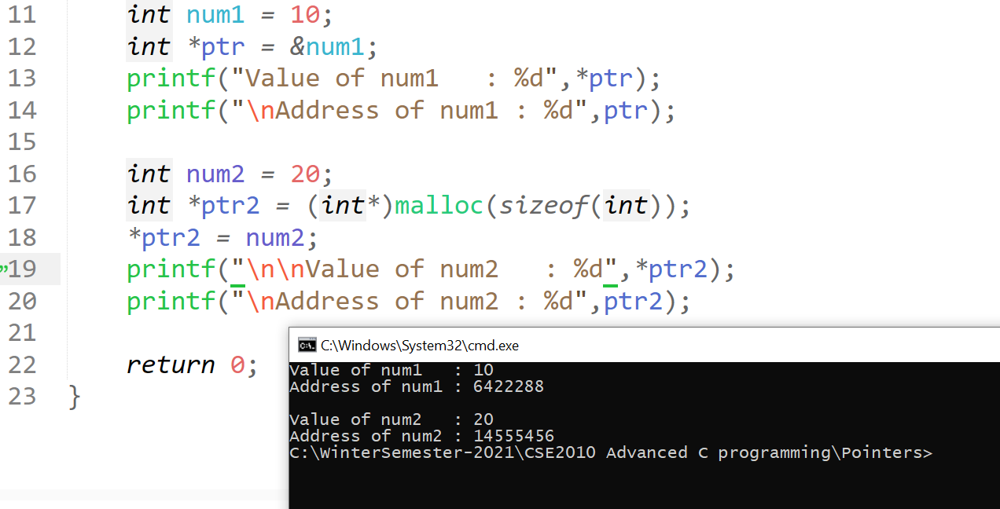 11 int num1 = 10;
12 int *ptr = &num1;
13 printf("Value of num1   : %d",*ptr);
14 printf("\nAddress of num1 : %d",ptr);
15
16 int num2 = 20;
17 int *ptr2 = (int*)malloc(sizeof(int));
18 *ptr2 = num2;
19 printf("\n\nValue of num2   : %d",*ptr2);
20 printf("\nAddress of num2 : %d",ptr2);
21
22 return 0;
23 }
C:\Windows\System32\cmd.exe
Value of num1   : 10
Address of num1 : 6422288
Value of num2   : 20
Address of num2 : 14555456
C:\WinterSemester-2021\CSE2010 Advanced C programming\Pointers>